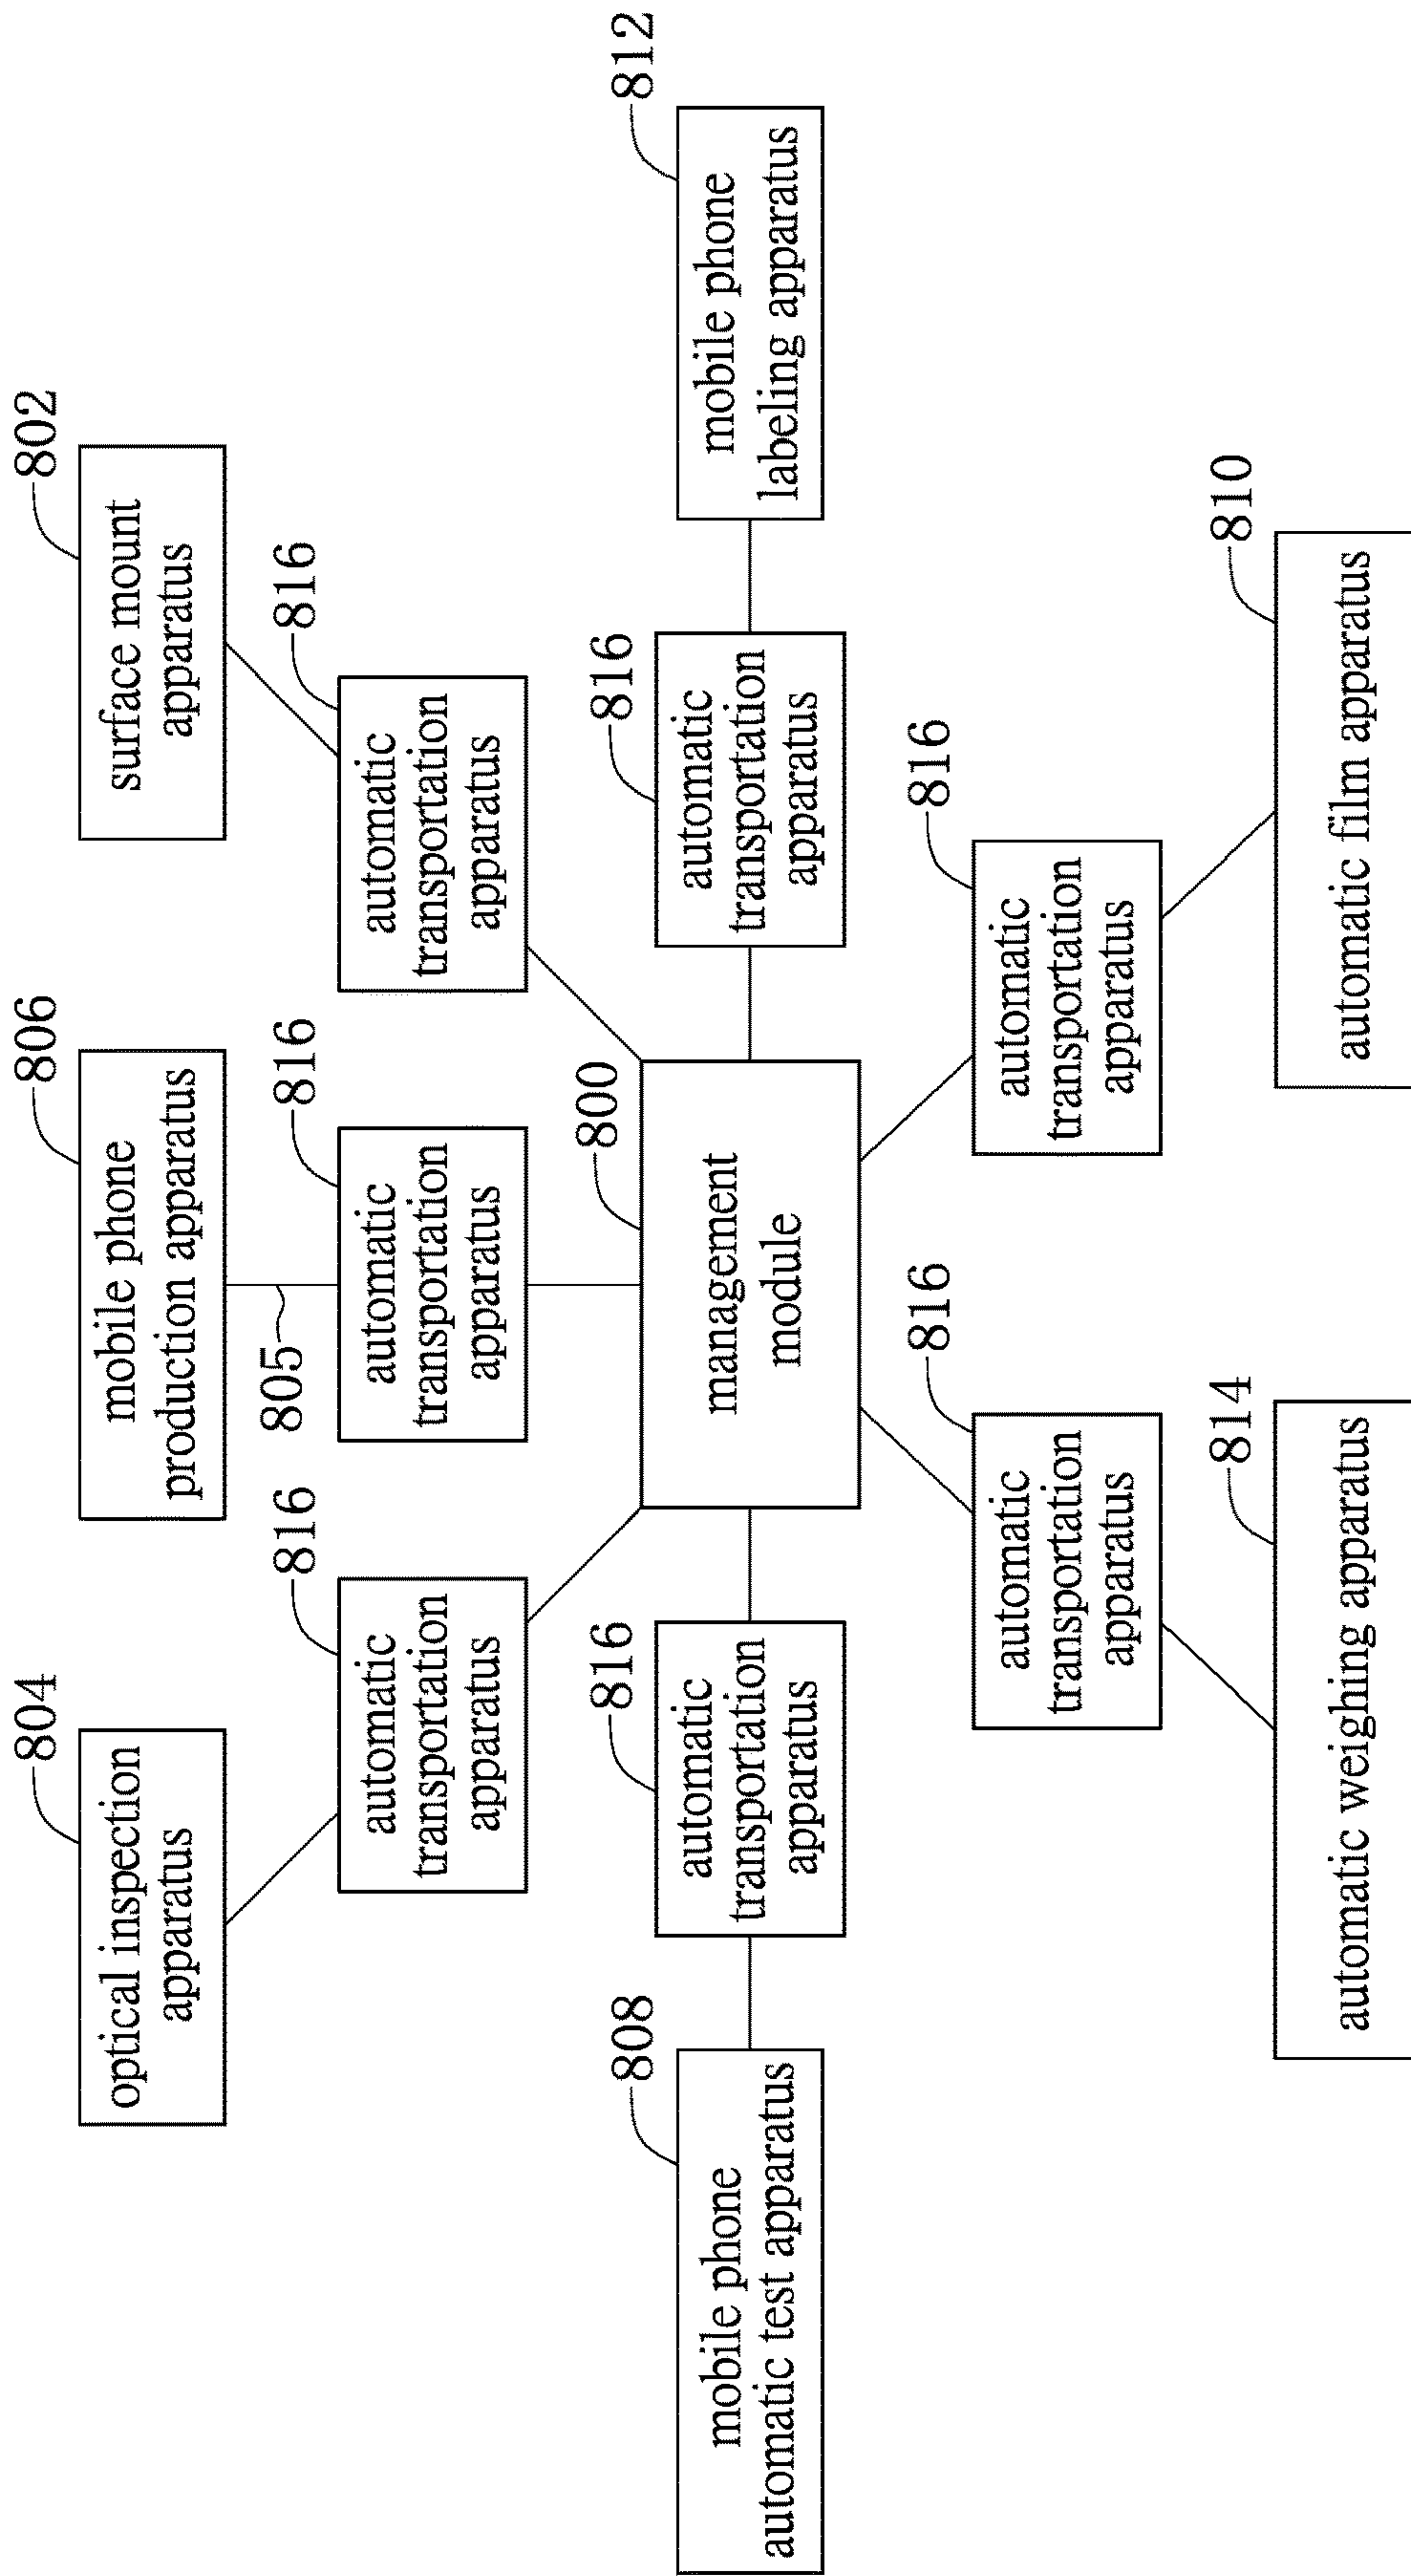 804
optical inspection
apparatus
806
mobile phone
production apparatus
802
surface mount
apparatus
816
automatic
transportation
apparatus
805
816
automatic
transportation
apparatus
816
automatic
transportation
apparatus
808
mobile phone
automatic test apparatus
816
automatic
transportation
apparatus
800
management
module
816
automatic
transportation
apparatus
812
mobile phone
labeling apparatus
816
automatic
transportation
apparatus
816
automatic
transportation
apparatus
814
automatic weighing apparatus
810
automatic film apparatus